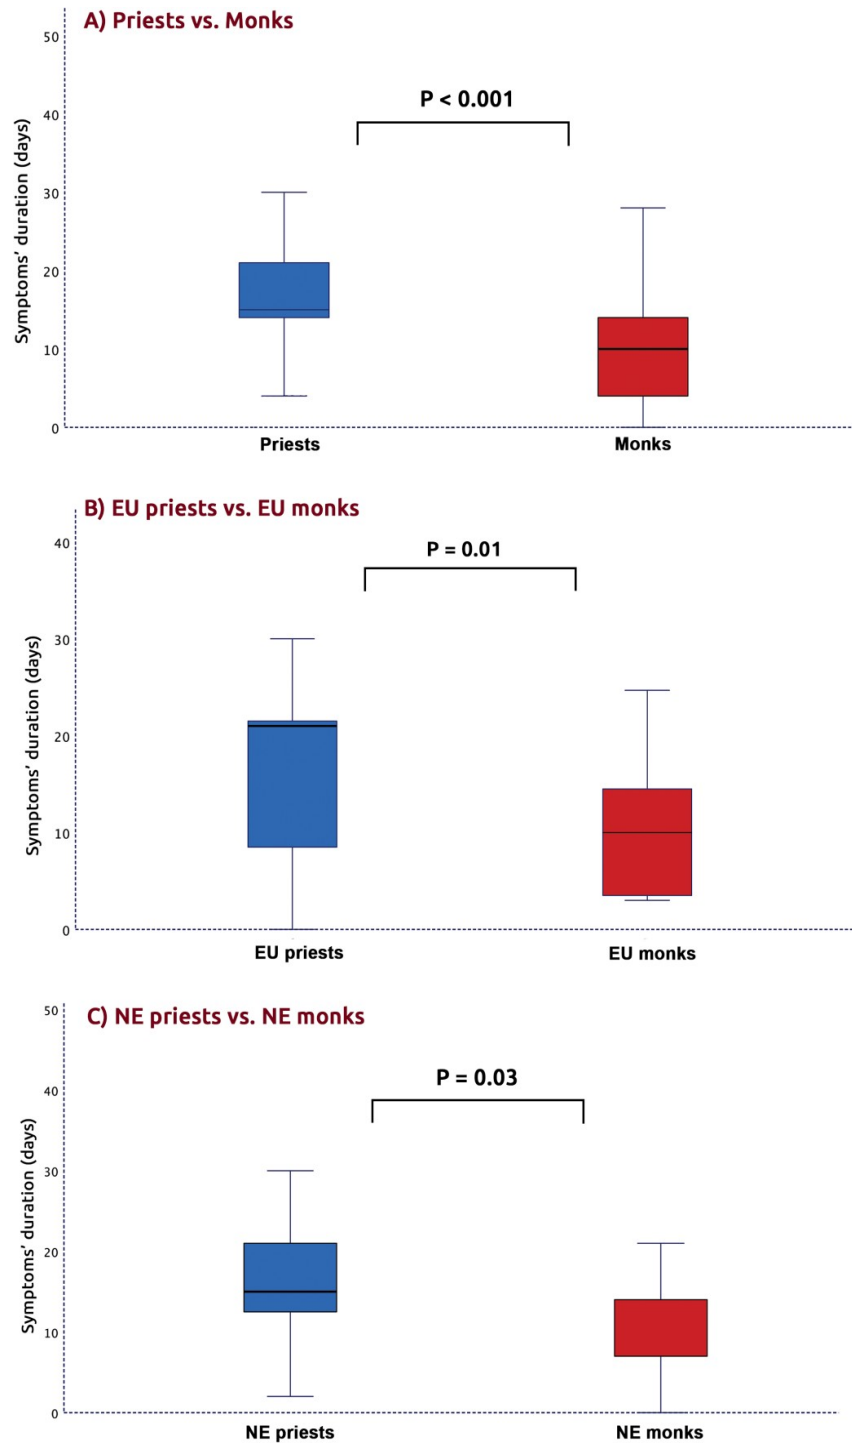 A) Priests vs. Monks
50
P < 0.001
40
30
20
10
0
Symptoms' duration (days)
Priests
Monks
B) EU priests vs. EU monks
40
P = 0.01
30
20
10
0
Symptoms' duration (days)
EU priests
EU monks
50
C) NE priests vs. NE monks
40
P = 0.03
30
20
10
0
Symptoms' duration (days)
NE priests
NE monks